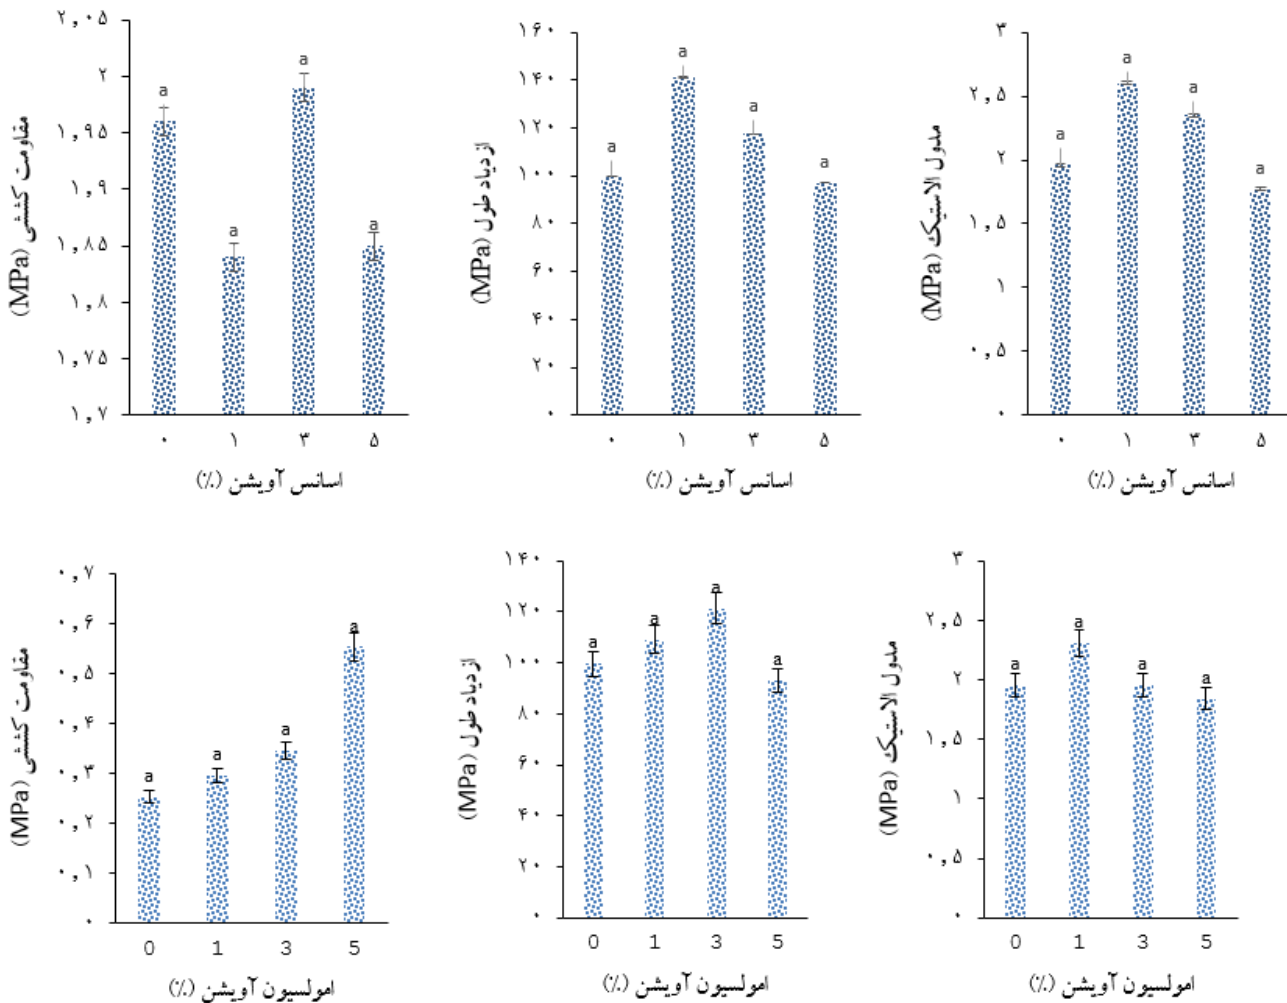 مقاومت کششی (MPa)
۲٫۰۵
۲
۱٫۹۵
۱٫۹
۱٫۸۵
۱٫۸
۱٫۷۵
۱٫۷
a
a
a
a
۰ ۱ ۳ ۵
اسانس آویشن (٪)
ازدیاد طول (MPa)
۱۶۰
۱۴۰
۱۲۰
۱۰۰
۸۰
۶۰
۴۰
۲۰
۰
a
a
a
a
۰ ۱ ۳ ۵
اسانس آویشن (٪)
مدول الاستیک (MPa)
۳
۲٫۵
۲
۱٫۵
۱
۰٫۵
۰
a
a
a
a
۰ ۱ ۳ ۵
اسانس آویشن (٪)
مقاومت کششی (MPa)
۰٫۷
۰٫۶
۰٫۵
۰٫۴
۰٫۳
۰٫۲
۰٫۱
۰
a
a
a
a
0 1 3 5
امولسیون آویشن (٪)
ازدیاد طول (MPa)
۱۴۰
۱۲۰
۱۰۰
۸۰
۶۰
۴۰
۲۰
۰
a
a
a
a
0 1 3 5
امولسیون آویشن (٪)
مدول الاستیک (MPa)
۳
۲٫۵
۲
۱٫۵
۱
۰٫۵
۰
a
a
a
a
0 1 3 5
امولسیون آویشن (٪)